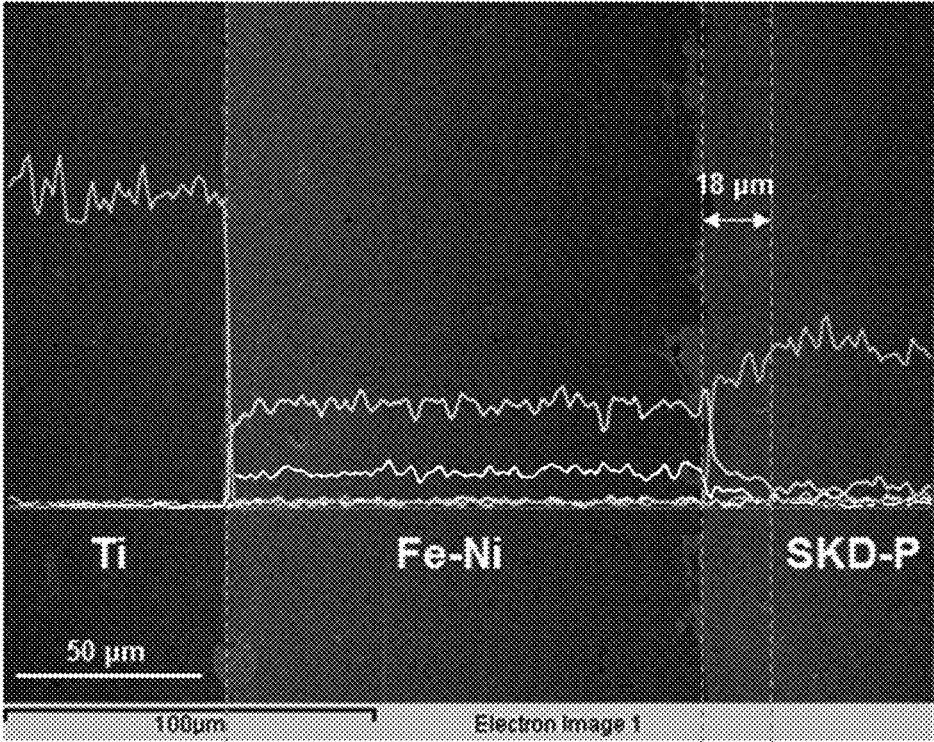 18 μm
Ti
Fe-Ni
SKD-P
50 μm
100μm
Electron Image 1